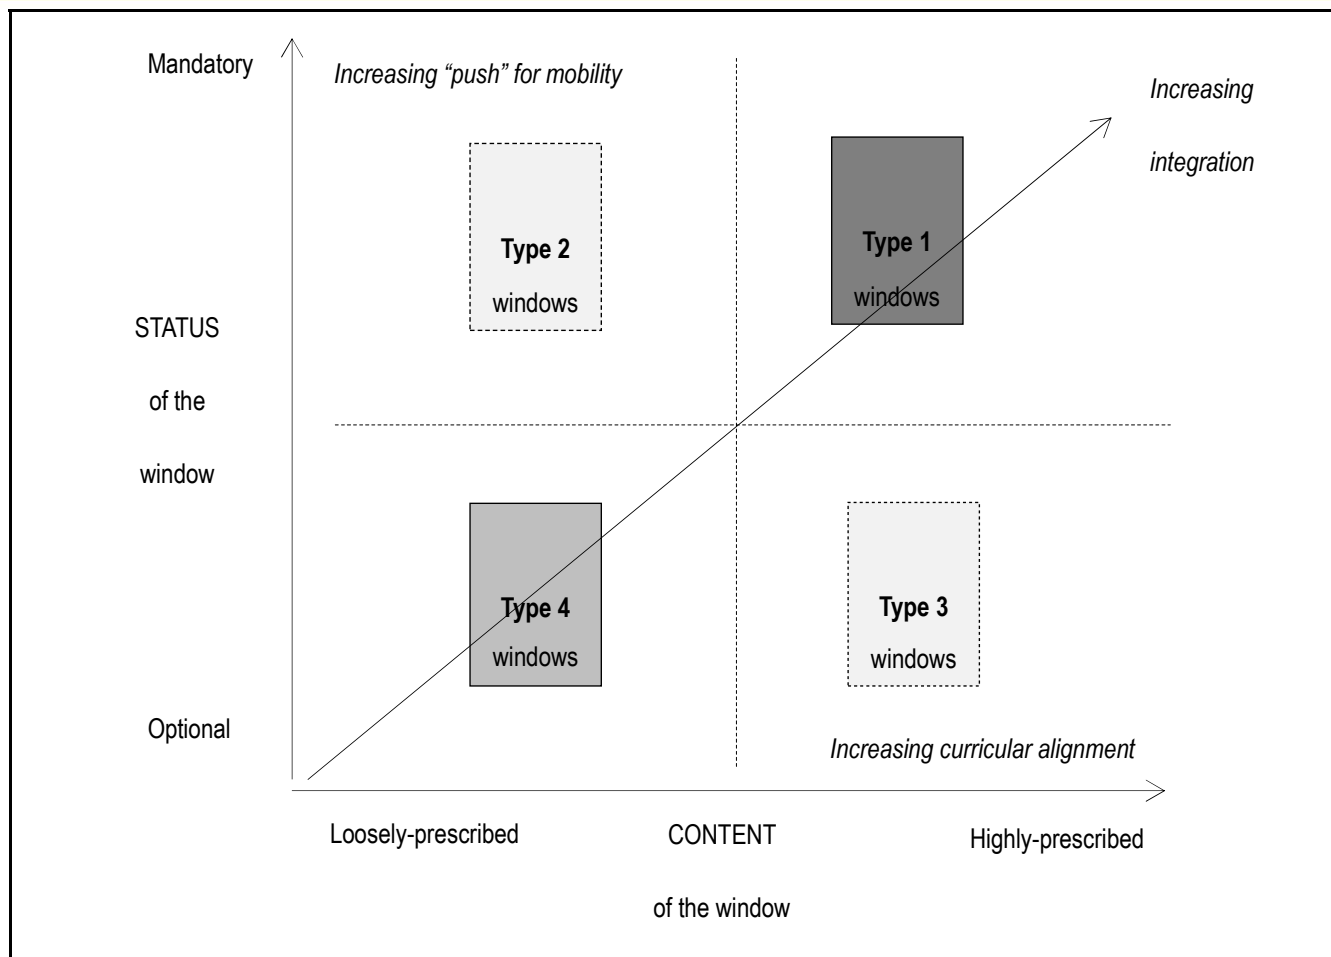 Mandatory
Increasing “push” for mobility
Increasing
integration
Type 2
windows
Type 1
windows
STATUS
of the
window
Type 4
windows
Type 3
windows
Optional
Increasing curricular alignment
Loosely-prescribed
CONTENT
of the window
Highly-prescribed